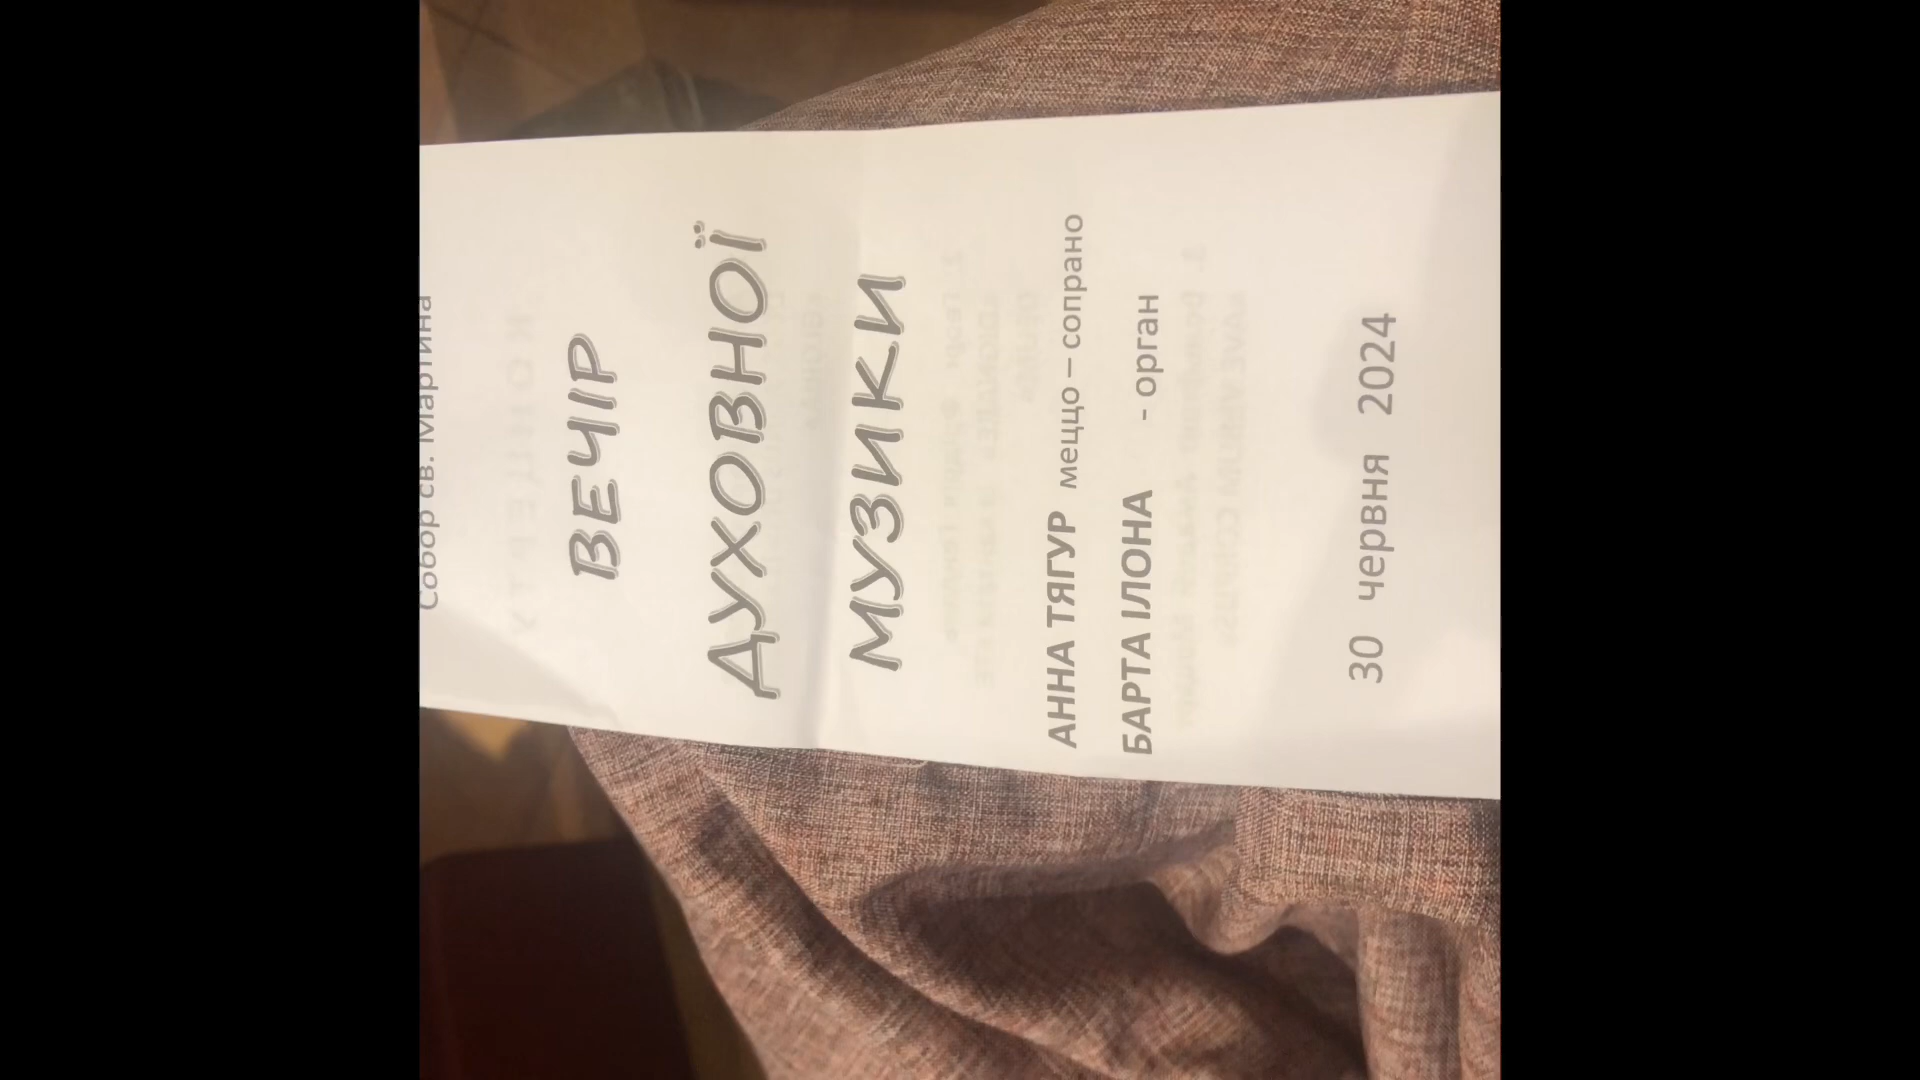 Собор св. Мартина
ВЕЧІР
ДУХОВНОЇ
МУЗИКИ
АННА ТЯГУР меццо – сопрано
БАРТА ІЛОНА - орган
30 червня 2024